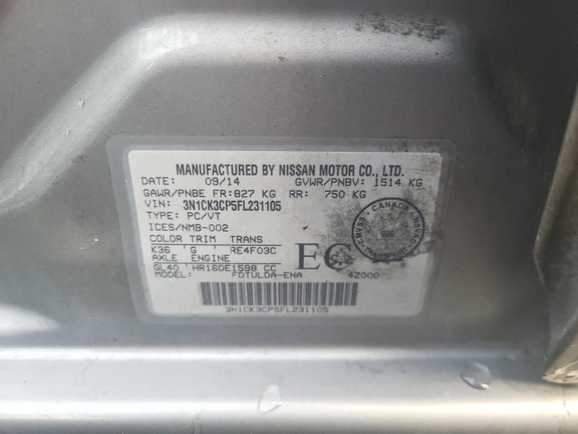 MANUFACTURED BY NISSAN MOTOR CO., LTD.
DATE: 09/14 GVWR/PNBV: 1514 KG
GAWR/PNBE FR: 827 KG RR: 750 KG
VIN: 3N1CK3CP5FL231105
TYPE: PC/VT
ICES/NMB-002
COLOR TRIM TRANS
K36 G RE4F03C
AXLE ENGINE
GL40 HR16DE1598 CC
MODEL: FDTULDA-ENA 4Z000
EC
CANADA
3N1CK3CP5FL231105